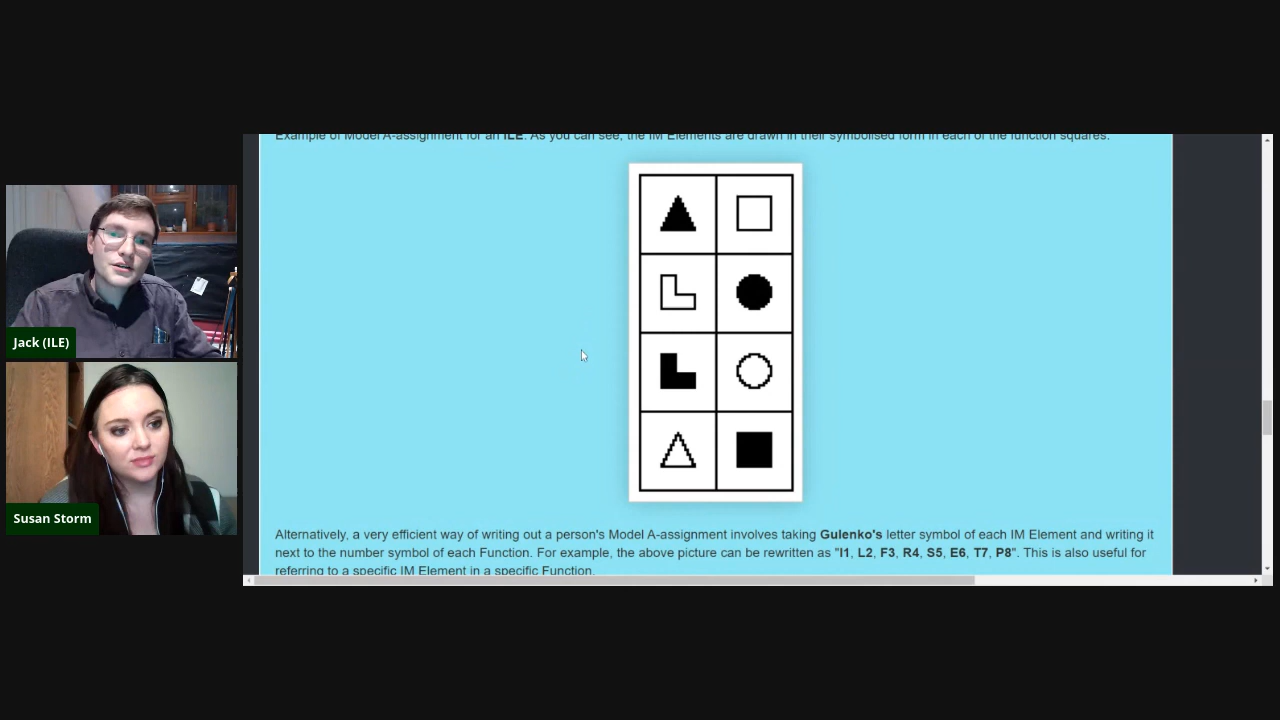 Example of Model A-assignment for an ILE. As you can see, the IM Elements are drawn in their symbolised form in each of the function squares.
Jack (ILE)
Susan Storm
Alternatively, a very efficient way of writing out a person's Model A-assignment involves taking Gulenko's letter symbol of each IM Element and writing it
next to the number symbol of each Function. For example, the above picture can be rewritten as "I1, L2, F3, R4, S5, E6, T7, P8". This is also useful for
referring to a specific IM Element in a specific Function.